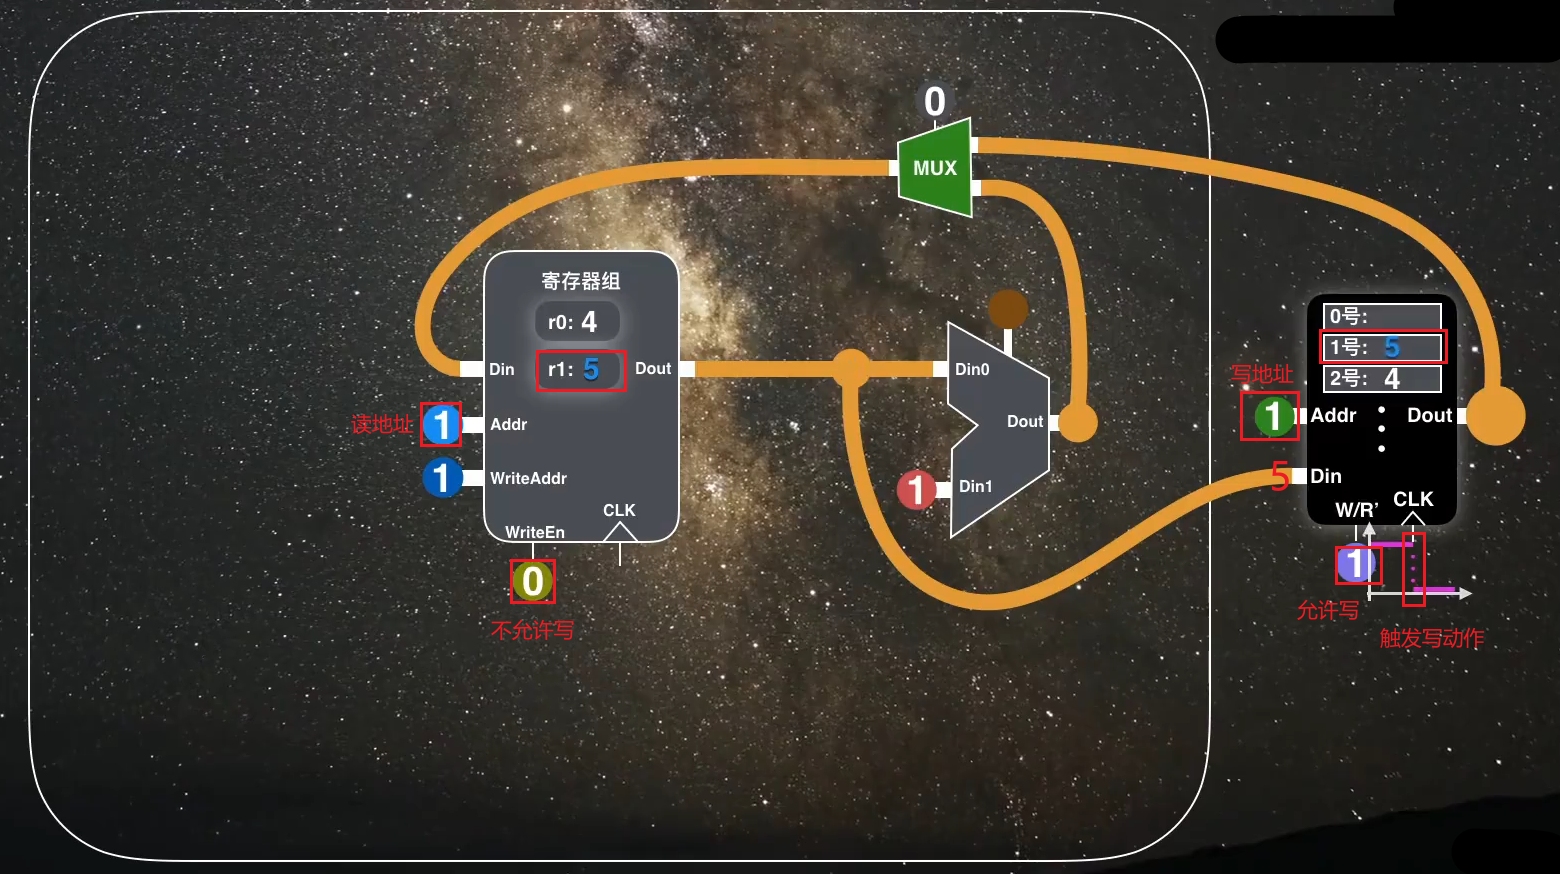 0
MUX
寄存器组
r0: 4
r1: 5
Din
Dout
读地址
1
Addr
1
WriteAddr
CLK
WriteEn
0
不允许写
Din0
Dout
1
Din1
0号:
1号: 5
2号: 4
写地址
1
Addr
Dout
5
Din
W/R’
CLK
1
允许写
触发写动作